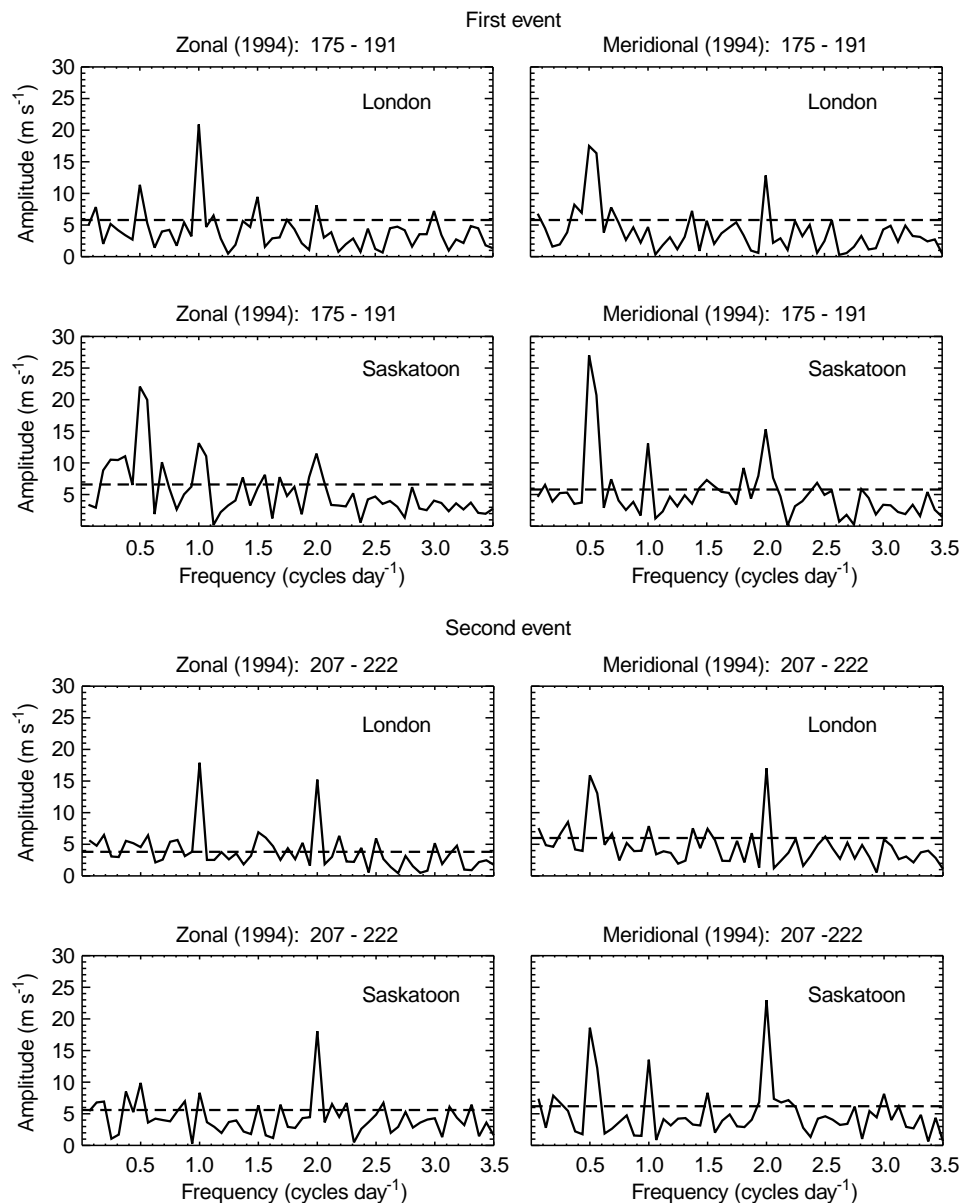 First event
Zonal (1994): 175 - 191
Meridional (1994): 175 - 191
30
25
20
15
10
5
0
Amplitude (m s-1)
London
London
Zonal (1994): 175 - 191
Meridional (1994): 175 - 191
30
25
20
15
10
5
Amplitude (m s-1)
Saskatoon
Saskatoon
0.5 1.0 1.5 2.0 2.5 3.0 3.5
0.5 1.0 1.5 2.0 2.5 3.0 3.5
Frequency (cycles day-1)
Frequency (cycles day-1)
Second event
Zonal (1994): 207 - 222
Meridional (1994): 207 - 222
30
25
20
15
10
5
0
Amplitude (m s-1)
London
London
Zonal (1994): 207 - 222
Meridional (1994): 207 -222
30
25
20
15
10
5
0
Amplitude (m s-1)
Saskatoon
Saskatoon
0.5 1.0 1.5 2.0 2.5 3.0 3.5
0.5 1.0 1.5 2.0 2.5 3.0 3.5
Frequency (cycles day-1)
Frequency (cycles day-1)